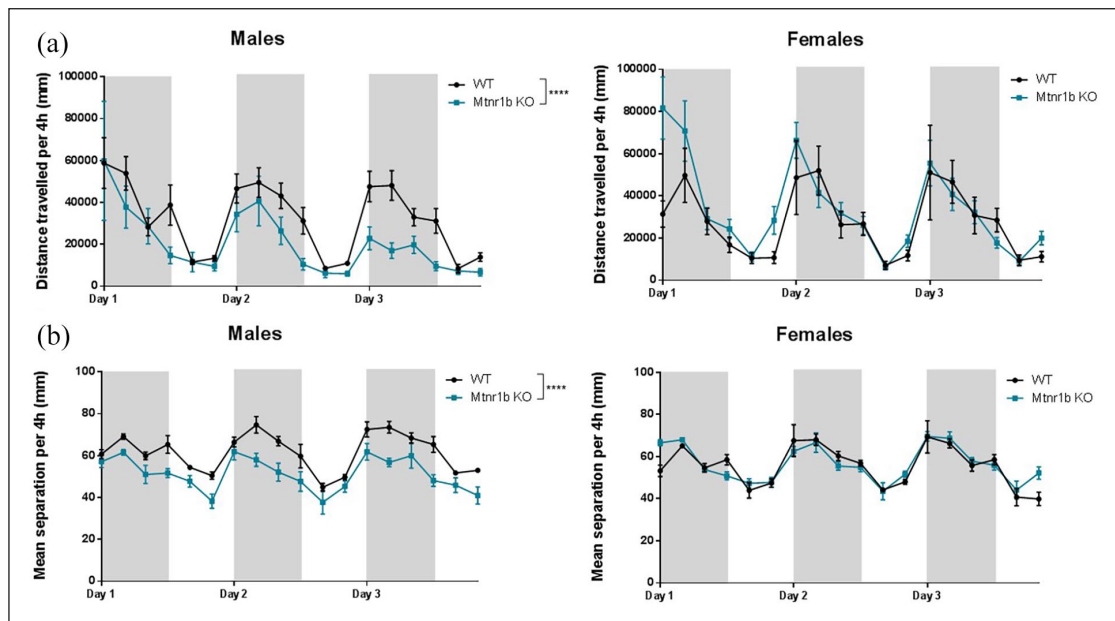 (a)
Males
Distance travelled per 4h (mm)
100000
80000
60000
40000
20000
0
Day 1
Day 2
Day 3
WT
Mtnr1b KO
****
Females
Distance travelled per 4h (mm)
100000
80000
60000
40000
20000
0
Day 1
Day 2
Day 3
WT
Mtnr1b KO
(b)
Males
Mean separation per 4h (mm)
100
80
60
40
20
0
Day 1
Day 2
Day 3
WT
Mtnr1b KO
****
Females
Mean separation per 4h (mm)
100
80
60
40
20
0
Day 1
Day 2
Day 3
WT
Mtnr1b KO